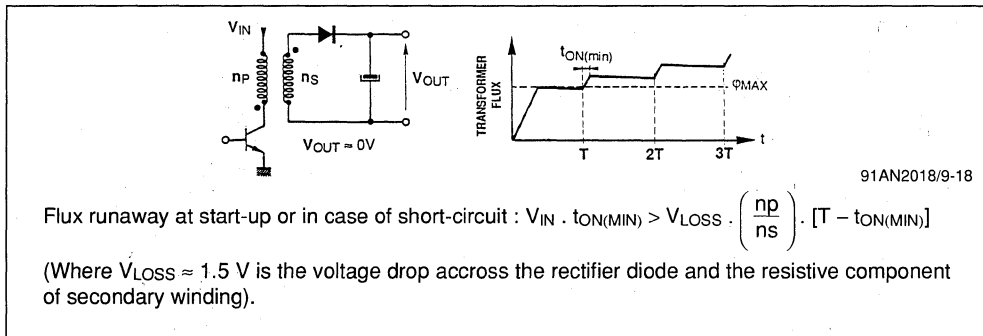 VIN
nP
nS
VOUT
VOUT ≈ 0V
TRANSFORMER
FLUX
tON(min)
φMAX
t
T
2T
3T
91AN2018/9-18
Flux runaway at start-up or in case of short-circuit : VIN . tON(MIN) > VLOSS . (np/ns) . [T – tON(MIN)]
(Where VLOSS ≈ 1.5 V is the voltage drop accross the rectifier diode and the resistive component
of secondary winding).